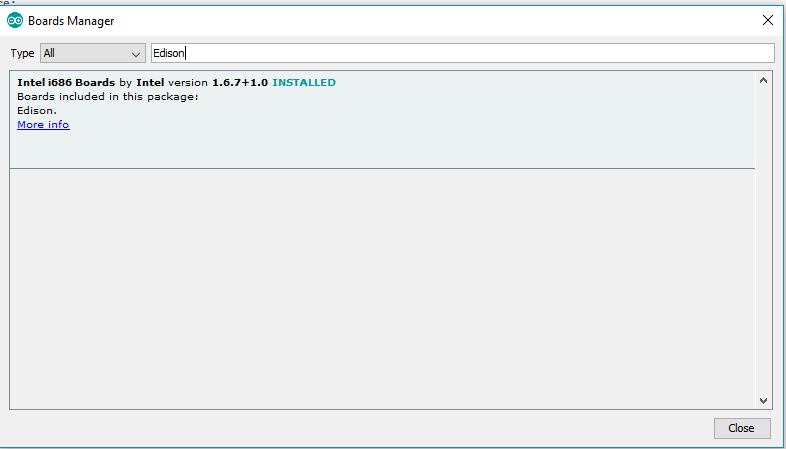 Boards Manager
Type All Edison
Intel i686 Boards by Intel version 1.6.7+1.0 INSTALLED
Boards included in this package:
Edison.
More info
Close